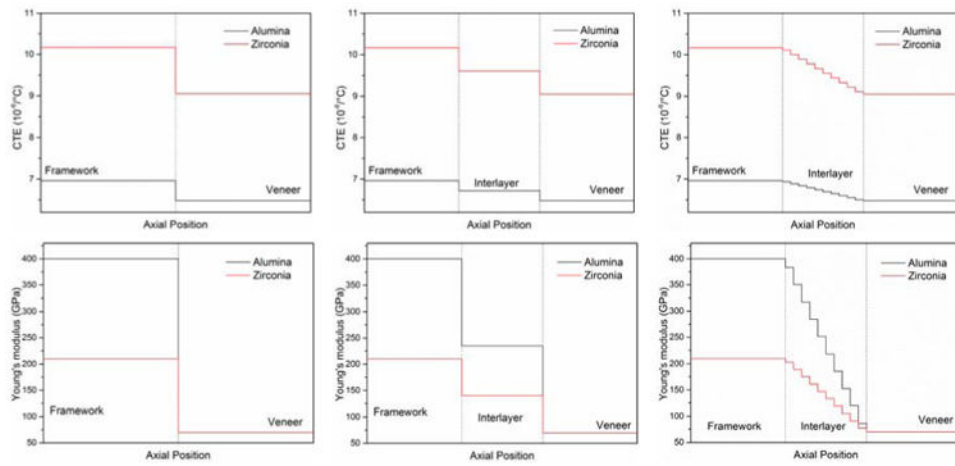 11
10
9
8
7
CTE (10⁻⁶/°C)
Alumina
Zirconia
Framework
Veneer
Axial Position
11
10
9
8
7
CTE (10⁻⁶/°C)
Alumina
Zirconia
Framework
Interlayer
Veneer
Axial Position
11
10
9
8
7
CTE (10⁻⁶/°C)
Alumina
Zirconia
Framework
Interlayer
Veneer
Axial Position
400
350
300
250
200
150
100
50
Young's modulus (GPa)
Alumina
Zirconia
Framework
Veneer
Axial Position
400
350
300
250
200
150
100
50
Young's modulus (GPa)
Alumina
Zirconia
Framework
Interlayer
Veneer
Axial Position
400
350
300
250
200
150
100
50
Young's modulus (GPa)
Alumina
Zirconia
Framework
Interlayer
Veneer
Axial Position